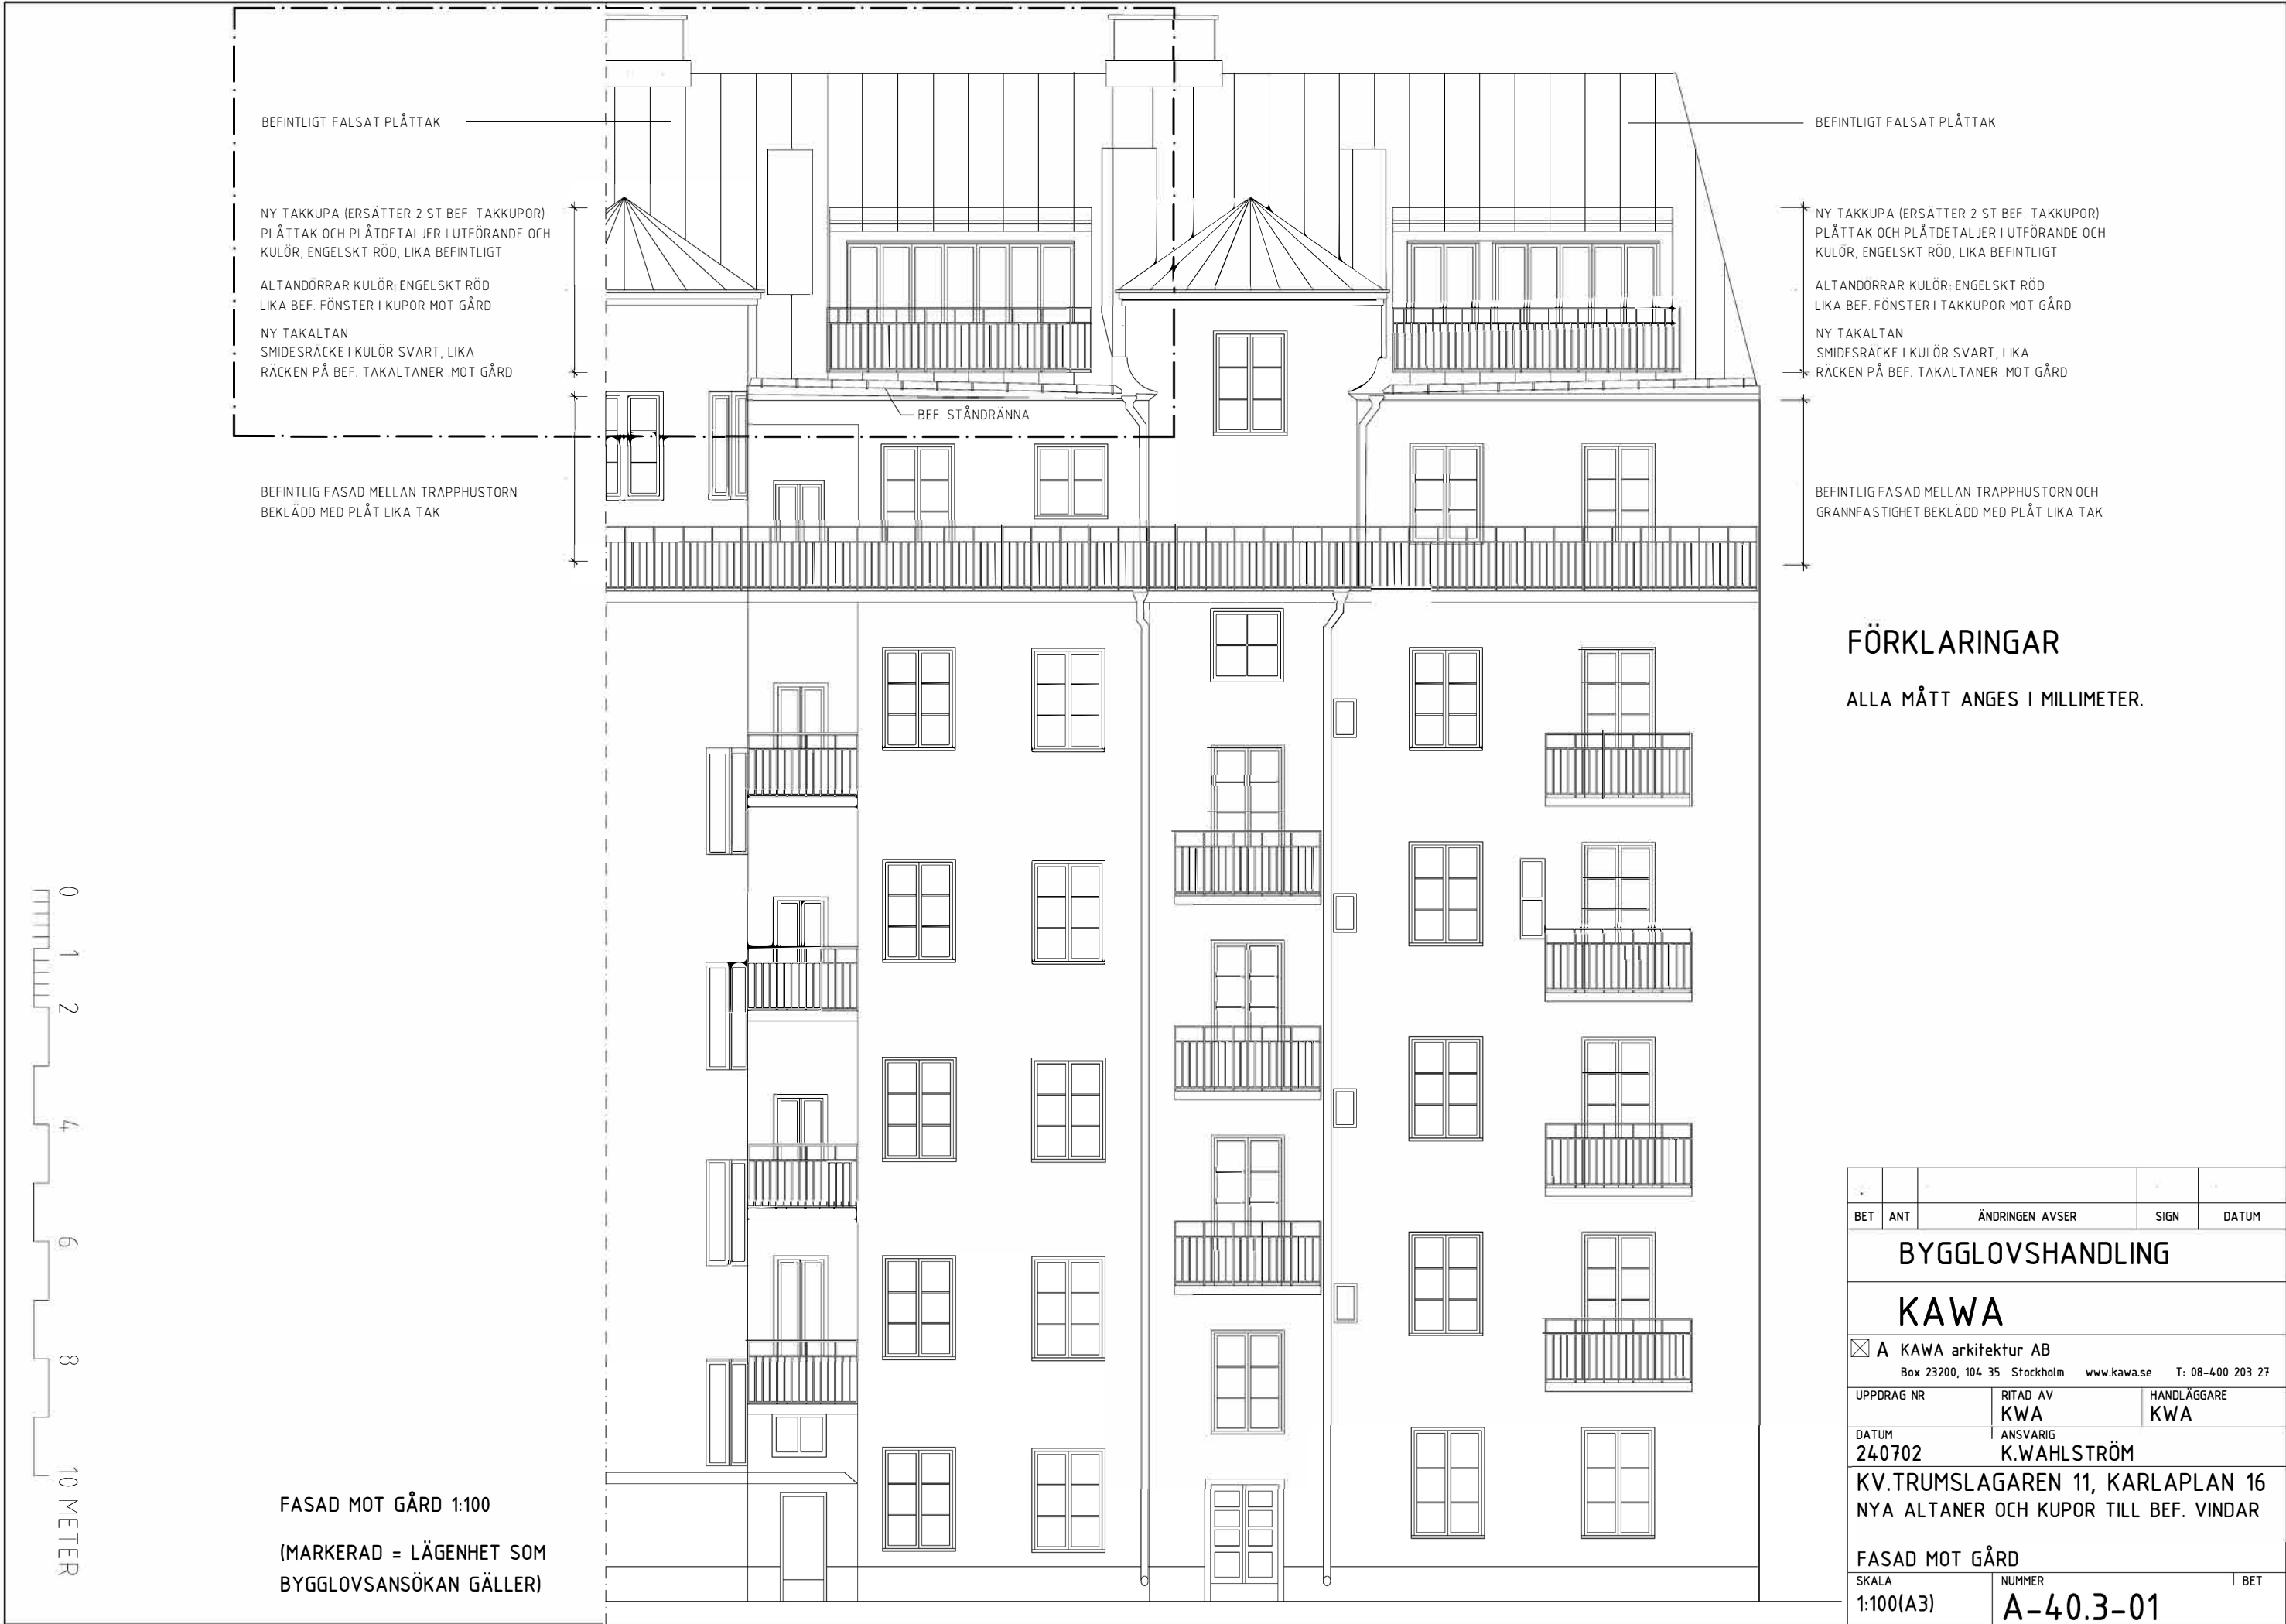 BEFINTLIGT FALSAT PLÅTTAK
NY TAKKUPA (ERSÄTTER 2 ST BEF. TAKKUPOR)
PLÅTTAK OCH PLÅTDETALJER I UTFÖRANDE OCH
KULÖR, ENGELSKT RÖD, LIKA BEFINTLIGT
ALTANDÖRRAR KULÖR: ENGELSKT RÖD
LIKA BEF. FÖNSTER I KUPOR MOT GÅRD
NY TAKALTAN
SMIDESRÄCKE I KULÖR SVART, LIKA
RÄCKEN PÅ BEF. TAKALTANER .MOT GÅRD
BEFINTLIG FASAD MELLAN TRAPPHUSTORN
BEKLÄDD MED PLÅT LIKA TAK
BEF. STÅNDRÄNNA
BEFINTLIGT FALSAT PLÅTTAK
NY TAKKUPA (ERSÄTTER 2 ST BEF. TAKKUPOR)
PLÅTTAK OCH PLÅTDETALJER I UTFÖRANDE OCH
KULÖR, ENGELSKT RÖD, LIKA BEFINTLIGT
ALTANDÖRRAR KULÖR: ENGELSKT RÖD
LIKA BEF. FÖNSTER I TAKKUPOR MOT GÅRD
NY TAKALTAN
SMIDESRÄCKE I KULÖR SVART, LIKA
RÄCKEN PÅ BEF. TAKALTANER .MOT GÅRD
BEFINTLIG FASAD MELLAN TRAPPHUSTORN OCH
GRANNFASTIGHET BEKLÄDD MED PLÅT LIKA TAK
FÖRKLARINGAR
ALLA MÅTT ANGES I MILLIMETER.
0 1 2 4 6 8 10 METER
FASAD MOT GÅRD 1:100
(MARKERAD = LÄGENHET SOM
BYGGLOVSANSÖKAN GÄLLER)
BET ANT ÄNDRINGEN AVSER SIGN DATUM
BYGGLOVSHANDLING
KAWA
A KAWA arkitektur AB
Box 23200, 104 35 Stockholm www.kawa.se T: 08-400 203 27
UPPDRAG NR RITAD AV HANDLÄGGARE
KWA KWA
DATUM ANSVARIG
240702 K.WAHLSTRÖM
KV.TRUMSLAGAREN 11, KARLAPLAN 16
NYA ALTANER OCH KUPOR TILL BEF. VINDAR
FASAD MOT GÅRD
SKALA NUMMER BET
1:100(A3) A-40.3-01